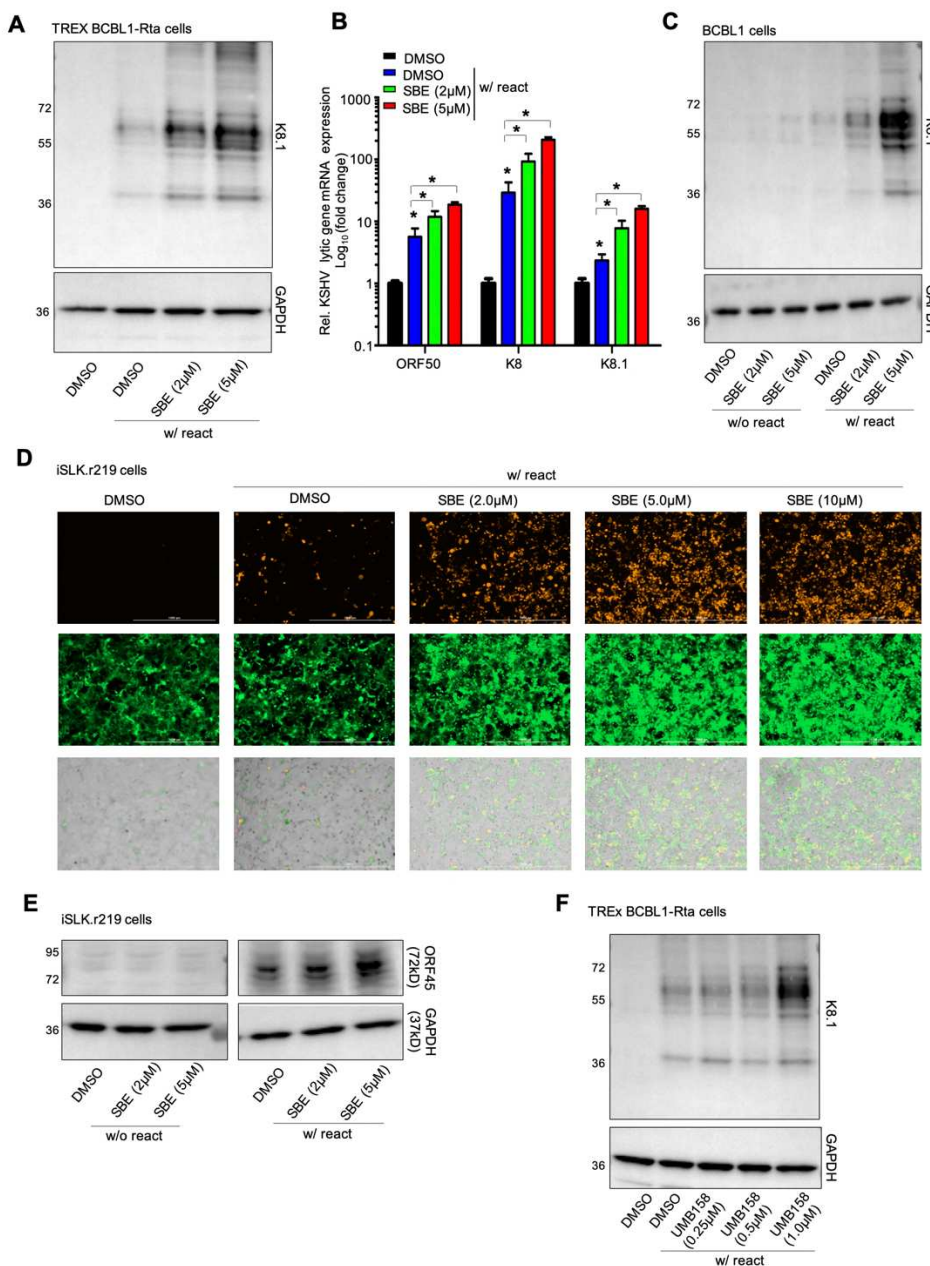 A
TREX BCBL1-Rta cells
72
55
36
K8.1
36
GAPDH
DMSO
DMSO
SBE (2μM)
SBE (5μM)
w/ react
B
DMSO
DMSO
SBE (2μM)
SBE (5μM)
w/ react
Rel. KSHV lytic gene mRNA expression
Log10 (fold change)
1000
100
10
1
0.1
* * *
* * *
* * *
ORF50 K8 K8.1
C
BCBL1 cells
72
55
36
36
DMSO
SBE (2μM)
SBE (5μM)
DMSO
SBE (2μM)
SBE (5μM)
w/o react w/ react
D
iSLK.r219 cells
w/ react
DMSO DMSO SBE (2.0μM) SBE (5.0μM) SBE (10μM)
E
iSLK.r219 cells
95
72
ORF45
(72kD)
36
GAPDH
(37kD)
DMSO
SBE (2μM)
SBE (5μM)
DMSO
SBE (2μM)
SBE (5μM)
w/o react w/ react
F
TREx BCBL1-Rta cells
72
55
36
K8.1
36
GAPDH
DMSO
DMSO
UMB158
(0.25μM)
UMB158
(0.5μM)
UMB158
(1.0μM)
w/ react